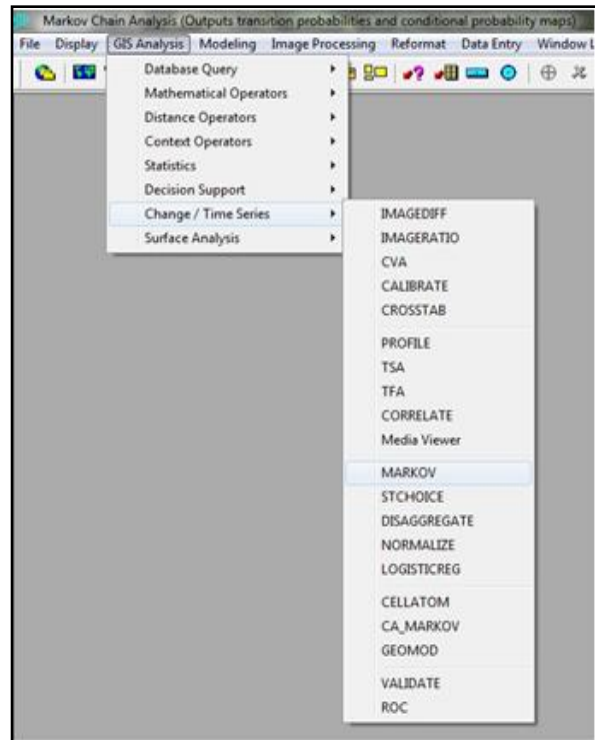 Markov Chain Analysis (Outputs transition probabilities and conditional probability maps)
File Display GIS Analysis Modeling Image Processing Reformat Data Entry Window L
Database Query
Mathematical Operators
Distance Operators
Context Operators
Statistics
Decision Support
Change / Time Series
Surface Analysis
IMAGEDIFF
IMAGERATIO
CVA
CALIBRATE
CROSSTAB
PROFILE
TSA
TFA
CORRELATE
Media Viewer
MARKOV
STCHOICE
DISAGGREGATE
NORMALIZE
LOGISTICREG
CELLATOM
CA_MARKOV
GEOMOD
VALIDATE
ROC